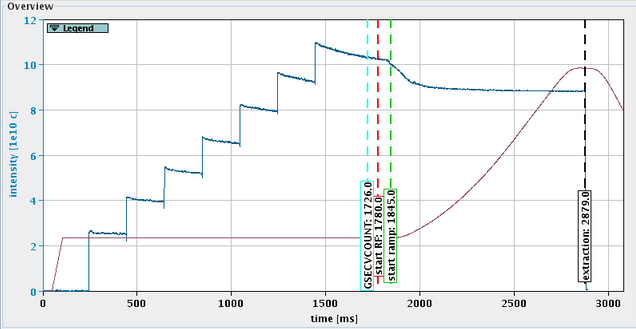 Overview
Legend
intensity [1e10 c]
12
10
8
6
4
2
0
GSECVCOUNT: 1726.0
start RF: 1780.0
start ramp: 1845.0
extraction: 2879.0
0 500 1000 1500 2000 2500 3000
time [ms]